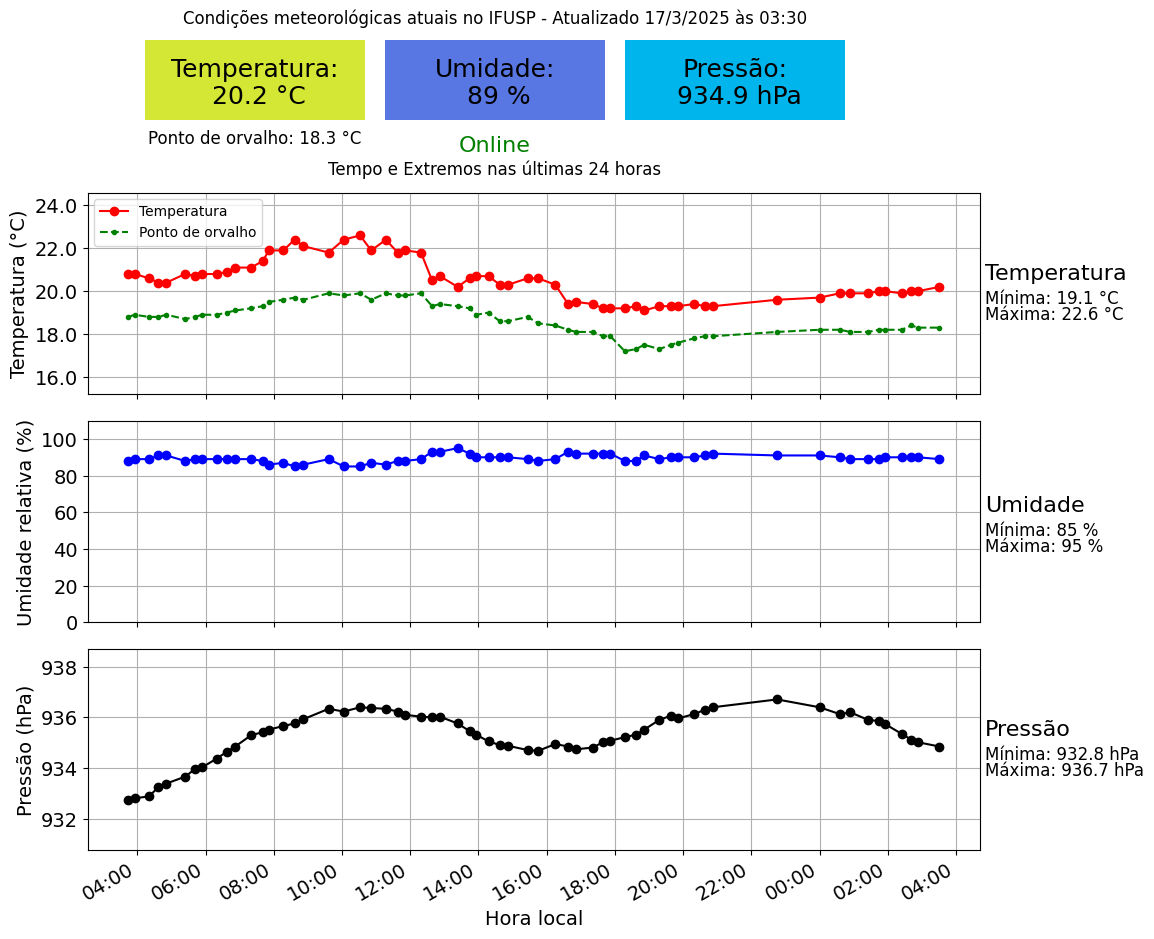 Condições meteorológicas atuais no IFUSP - Atualizado 17/3/2025 às 03:30
Temperatura:
20.2 °C
Umidade:
89 %
Pressão:
934.9 hPa
Ponto de orvalho: 18.3 °C
Online
Tempo e Extremos nas últimas 24 horas
Temperatura (°C)
24.0
22.0
20.0
18.0
16.0
Temperatura
Ponto de orvalho
Temperatura
Mínima: 19.1 °C
Máxima: 22.6 °C
Umidade relativa (%)
100
80
60
40
20
0
Umidade
Mínima: 85 %
Máxima: 95 %
Pressão (hPa)
938
936
934
932
Pressão
Mínima: 932.8 hPa
Máxima: 936.7 hPa
04:00 06:00 08:00 10:00 12:00 14:00 16:00 18:00 20:00 22:00 00:00 02:00 04:00
Hora local